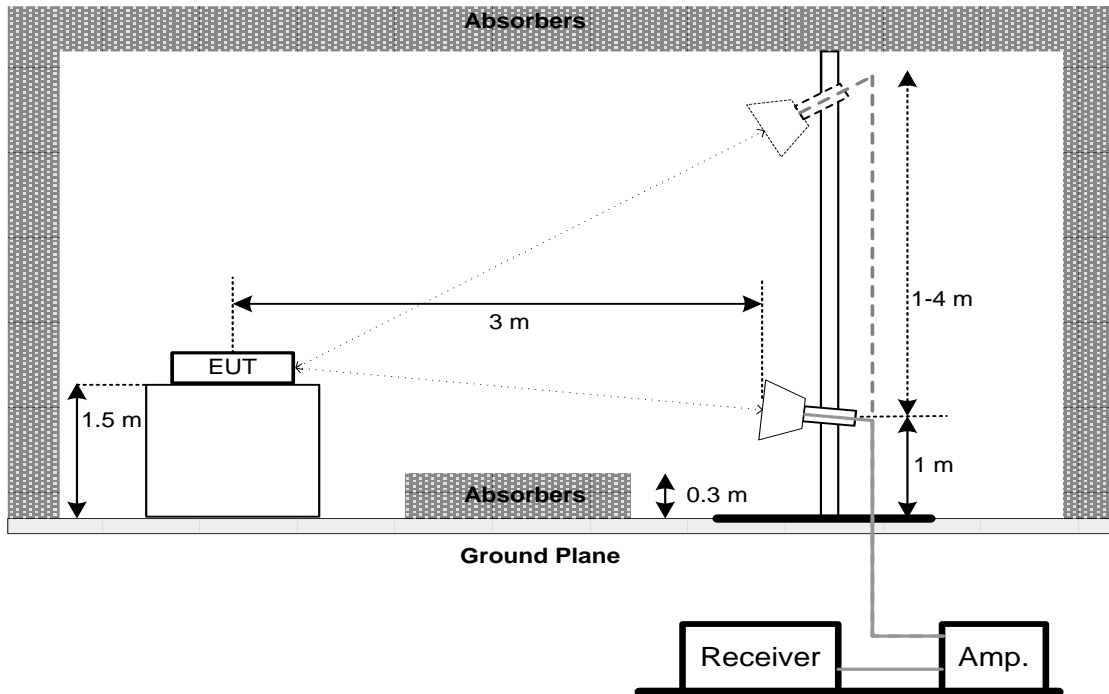 Absorbers
1-4 m
3 m
EUT
1.5 m
1 m
Absorbers
0.3 m
Ground Plane
Receiver
Amp.